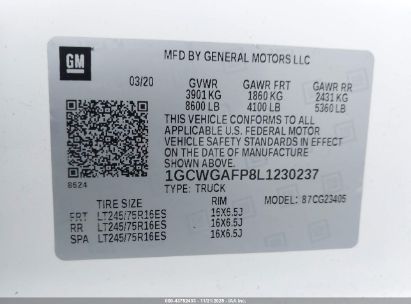 GM
MFD BY GENERAL MOTORS LLC
03/20 GVWR GAWR FRT GAWR RR
3901 KG 1860 KG 2431 KG
8600 LB 4100 LB 5360 LB
THIS VEHICLE CONFORMS TO ALL
APPLICABLE U.S. FEDERAL MOTOR
VEHICLE SAFETY STANDARDS IN EFFECT ON
THE DATE OF MANUFACTURE SHOWN ABOVE.
1GCWGAFP8L1230237
8524 TYPE: TRUCK
TIRE SIZE RIM MODEL: 87CG23405
FRT LT245/75R16ES 16X6.5J
RR LT245/75R16ES 16X6.5J
SPA LT245/75R16ES 16X6.5J